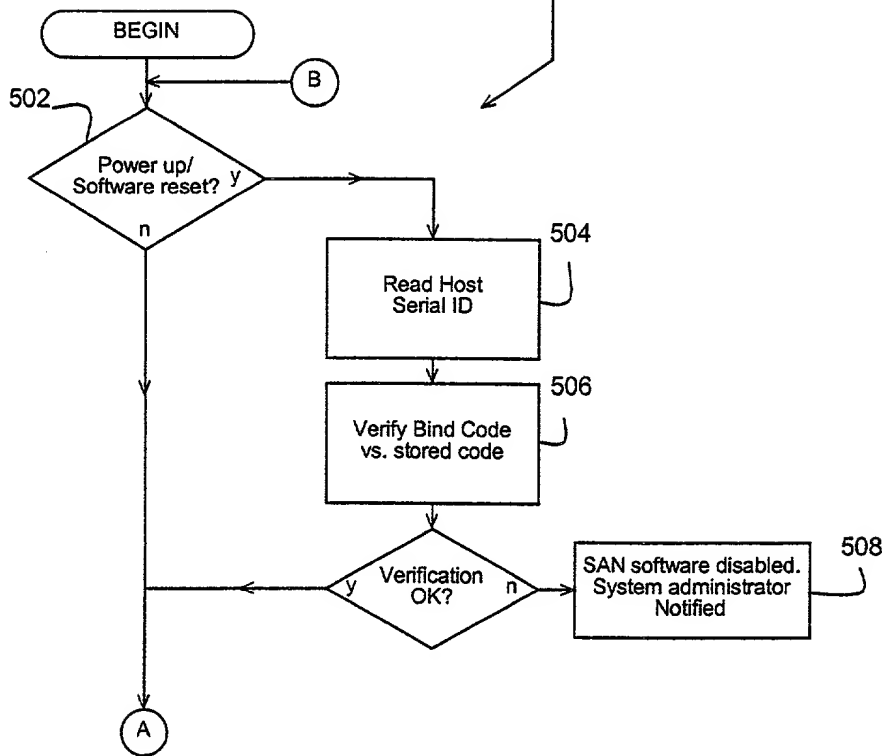 BEGIN
B
502
Power up/
Software reset?
y
n
504
Read Host
Serial ID
506
Verify Bind Code
vs. stored code
508
Verification
OK?
y
n
SAN software disabled.
System administrator
Notified
A